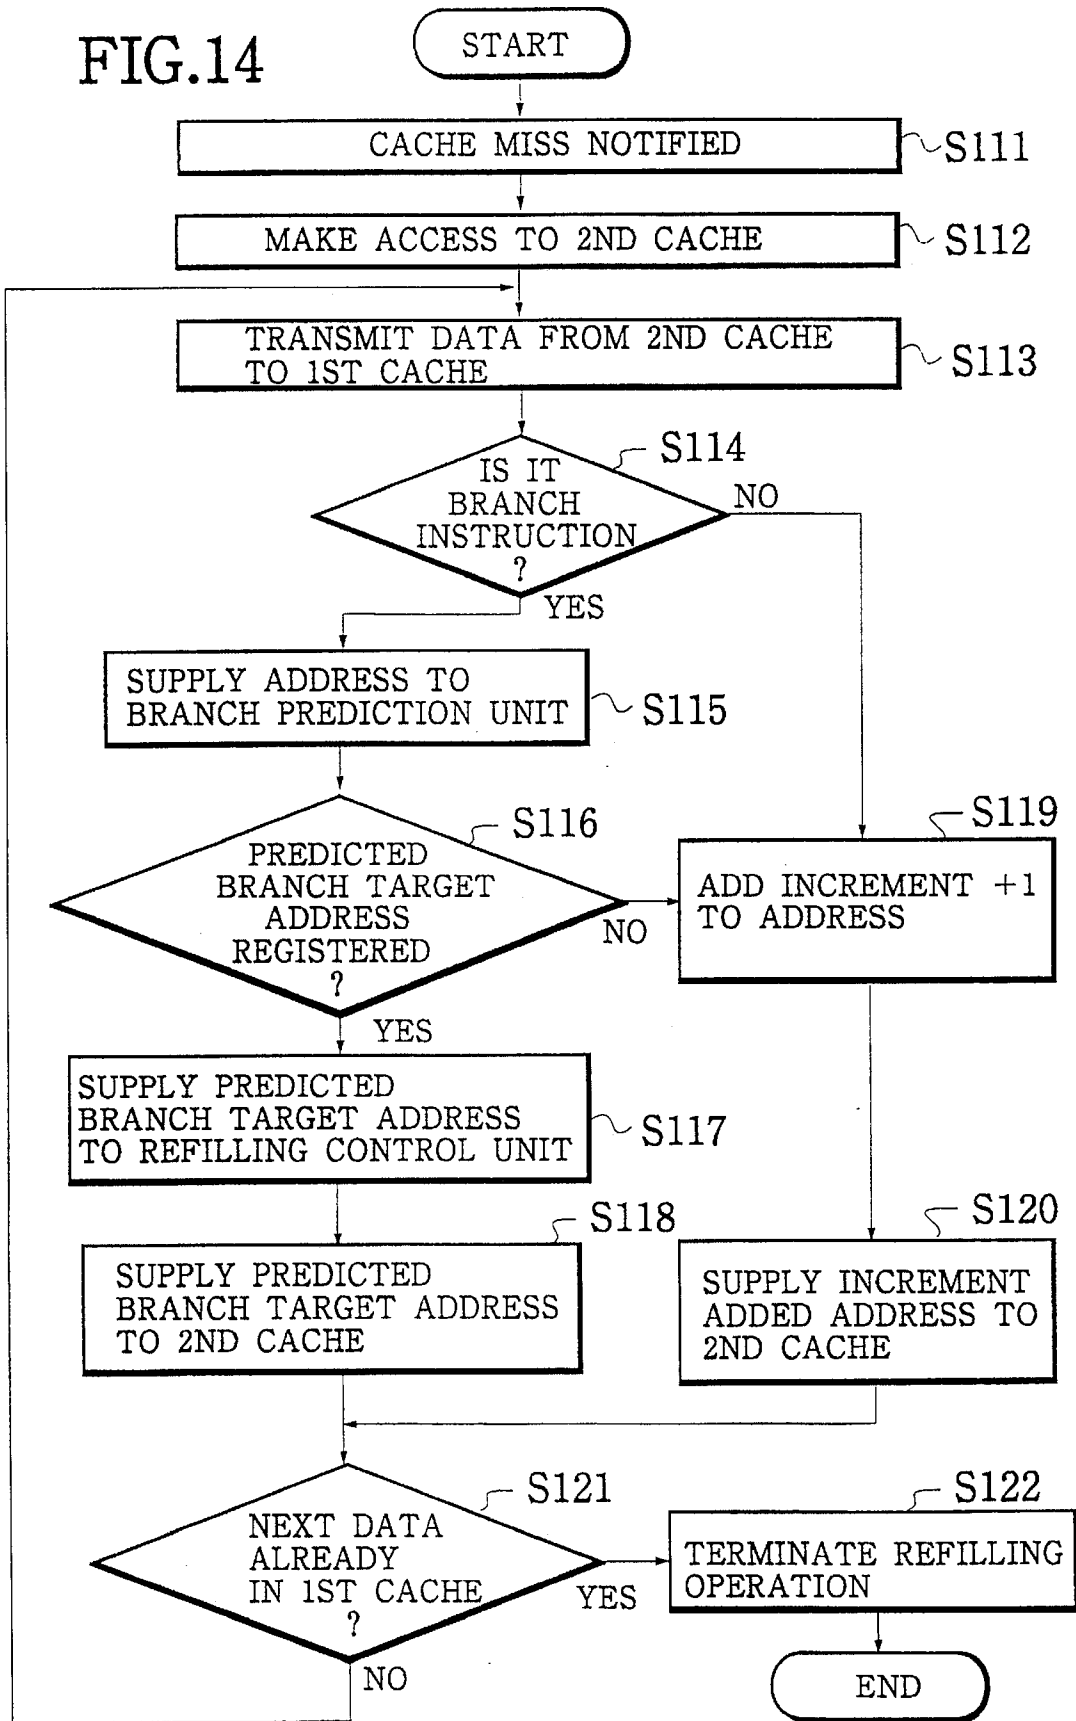 FIG.14
START
CACHE MISS NOTIFIED
S111
MAKE ACCESS TO 2ND CACHE
S112
TRANSMIT DATA FROM 2ND CACHE
TO 1ST CACHE
S113
S114
IS IT
BRANCH
INSTRUCTION
?
NO
YES
SUPPLY ADDRESS TO
BRANCH PREDICTION UNIT
S115
S116
PREDICTED
BRANCH TARGET
ADDRESS
REGISTERED
?
NO
YES
S119
ADD INCREMENT +1
TO ADDRESS
SUPPLY PREDICTED
BRANCH TARGET ADDRESS
TO REFILLING CONTROL UNIT
S117
S118
SUPPLY PREDICTED
BRANCH TARGET ADDRESS
TO 2ND CACHE
S120
SUPPLY INCREMENT
ADDED ADDRESS TO
2ND CACHE
S121
NEXT DATA
ALREADY
IN 1ST CACHE
?
YES
NO
S122
TERMINATE REFILLING
OPERATION
END